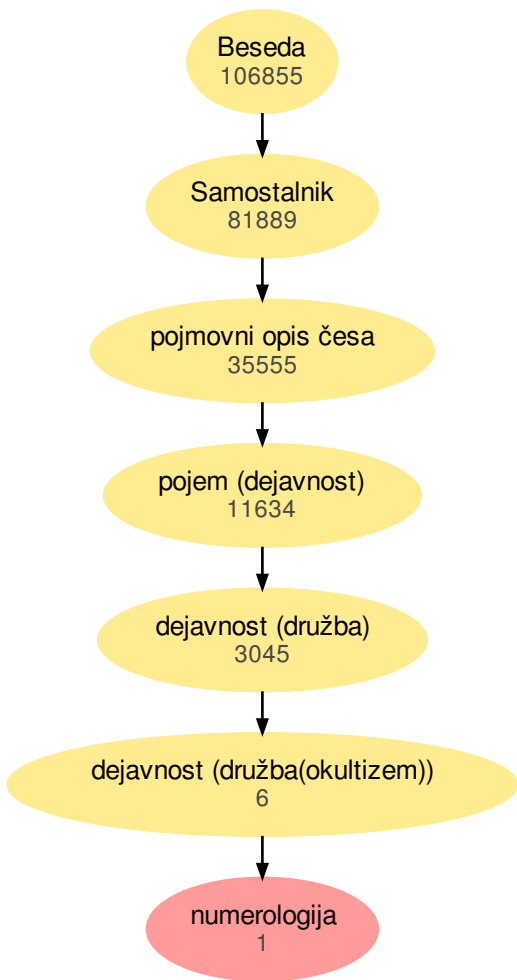 Beseda
106855
Samostalnik
81889
pojmovni opis česa
35555
pojem (dejavnost)
11634
dejavnost (družba)
3045
dejavnost (družba(okultizem))
6
numerologija
1